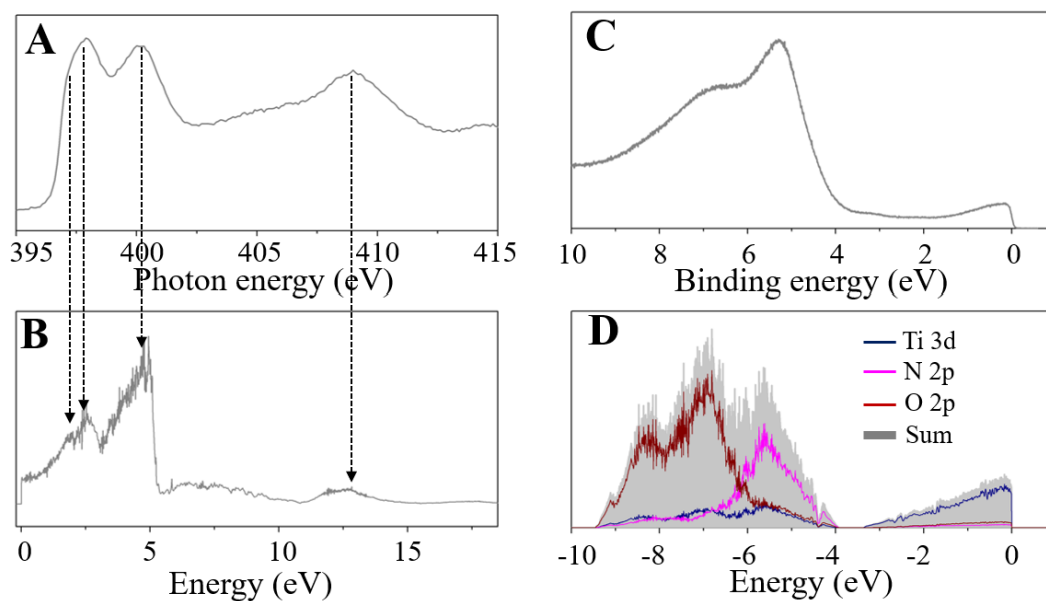 A
395 400 405 410 415
Photon energy (eV)
B
0 5 10 15
Energy (eV)
C
10 8 6 4 2 0
Binding energy (eV)
D
Ti 3d
N 2p
O 2p
Sum
-10 -8 -6 -4 -2 0
Energy (eV)